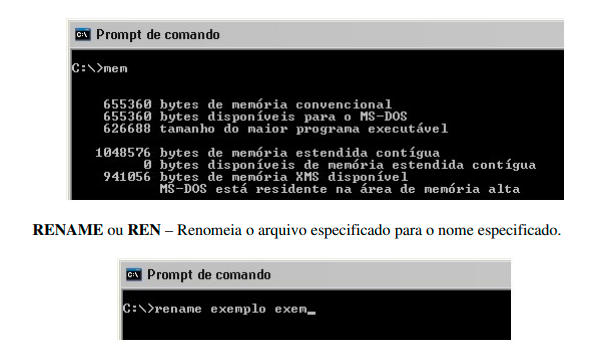 Prompt de comando
C:\>mem
655360 bytes de memória convencional
655360 bytes disponíveis para o MS-DOS
626688 tamanho do maior programa executável
1048576 bytes de memória estendida contígua
0 bytes disponíveis de memória estendida contígua
941056 bytes de memória XMS disponível
MS-DOS está residente na área de memória alta
RENAME ou REN – Renomeia o arquivo especificado para o nome especificado.
Prompt de comando
C:\>rename exemplo exem_